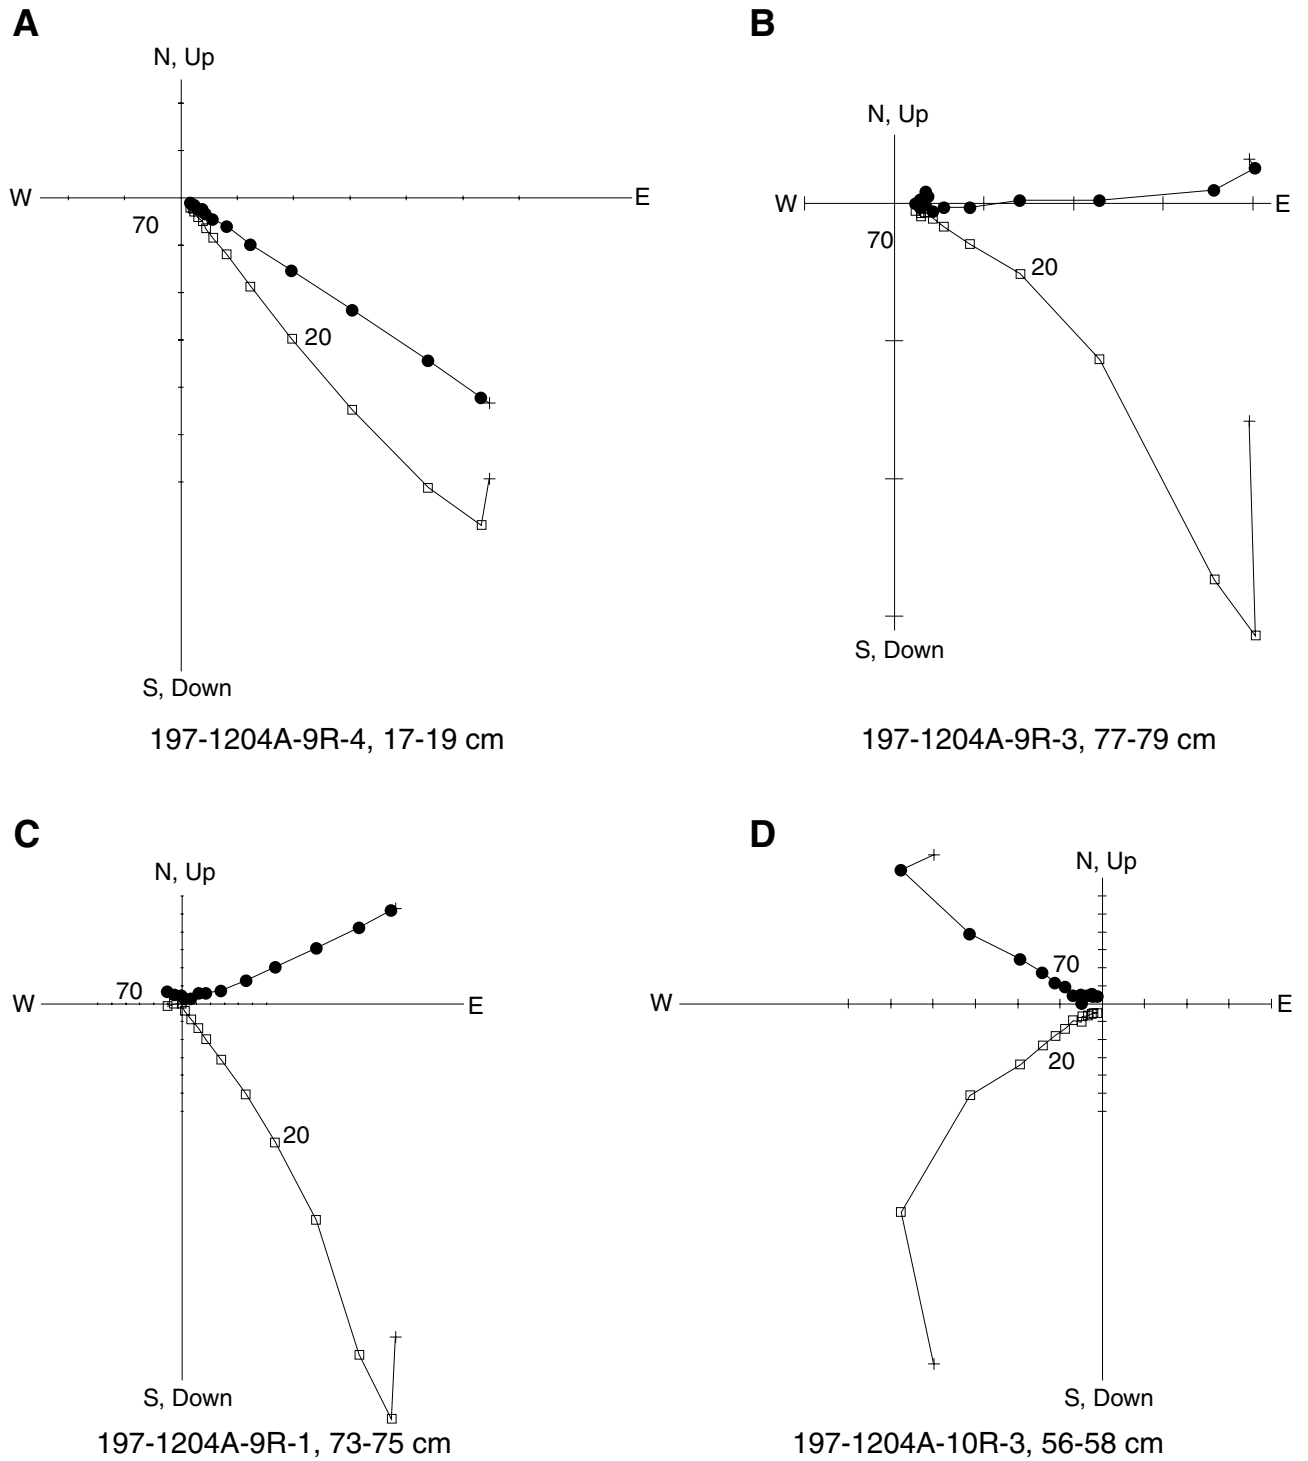 A
N, Up
W
E
70
20
S, Down
197-1204A-9R-4, 17-19 cm
B
N, Up
W
E
70
20
S, Down
197-1204A-9R-3, 77-79 cm
C
N, Up
70
W
E
20
S, Down
197-1204A-9R-1, 73-75 cm
D
N, Up
70
W
E
20
S, Down
197-1204A-10R-3, 56-58 cm